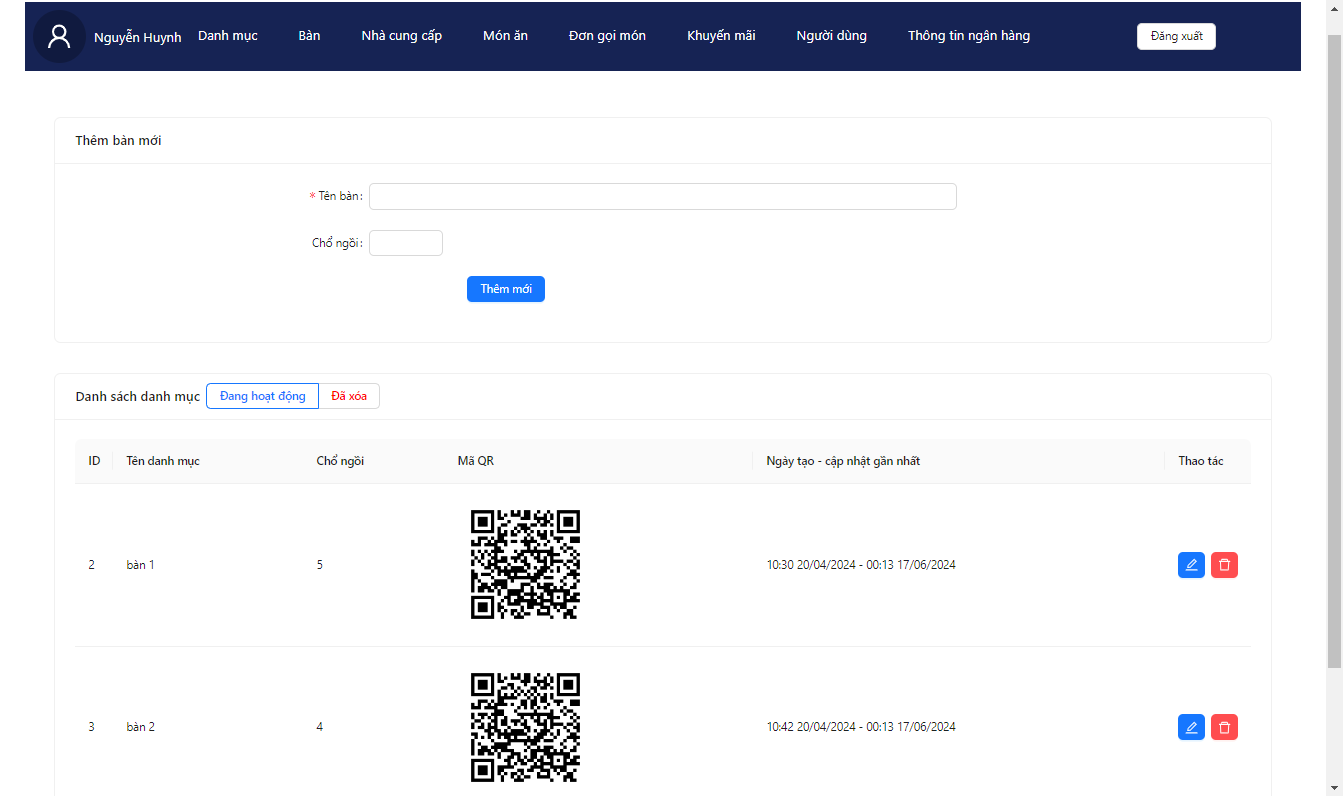 Nguyễn Huynh Danh mục Bàn Nhà cung cấp Món ăn Đơn gọi món Khuyến mãi Người dùng Thông tin ngân hàng Đăng xuất
Thêm bàn mới
* Tên bàn:
Chổ ngồi:
Thêm mới
Danh sách danh mục Đang hoạt động Đã xóa
ID Tên danh mục Chổ ngồi Mã QR Ngày tạo - cập nhật gần nhất Thao tác
2 bàn 1 5 10:30 20/04/2024 - 00:13 17/06/2024
3 bàn 2 4 10:42 20/04/2024 - 00:13 17/06/2024